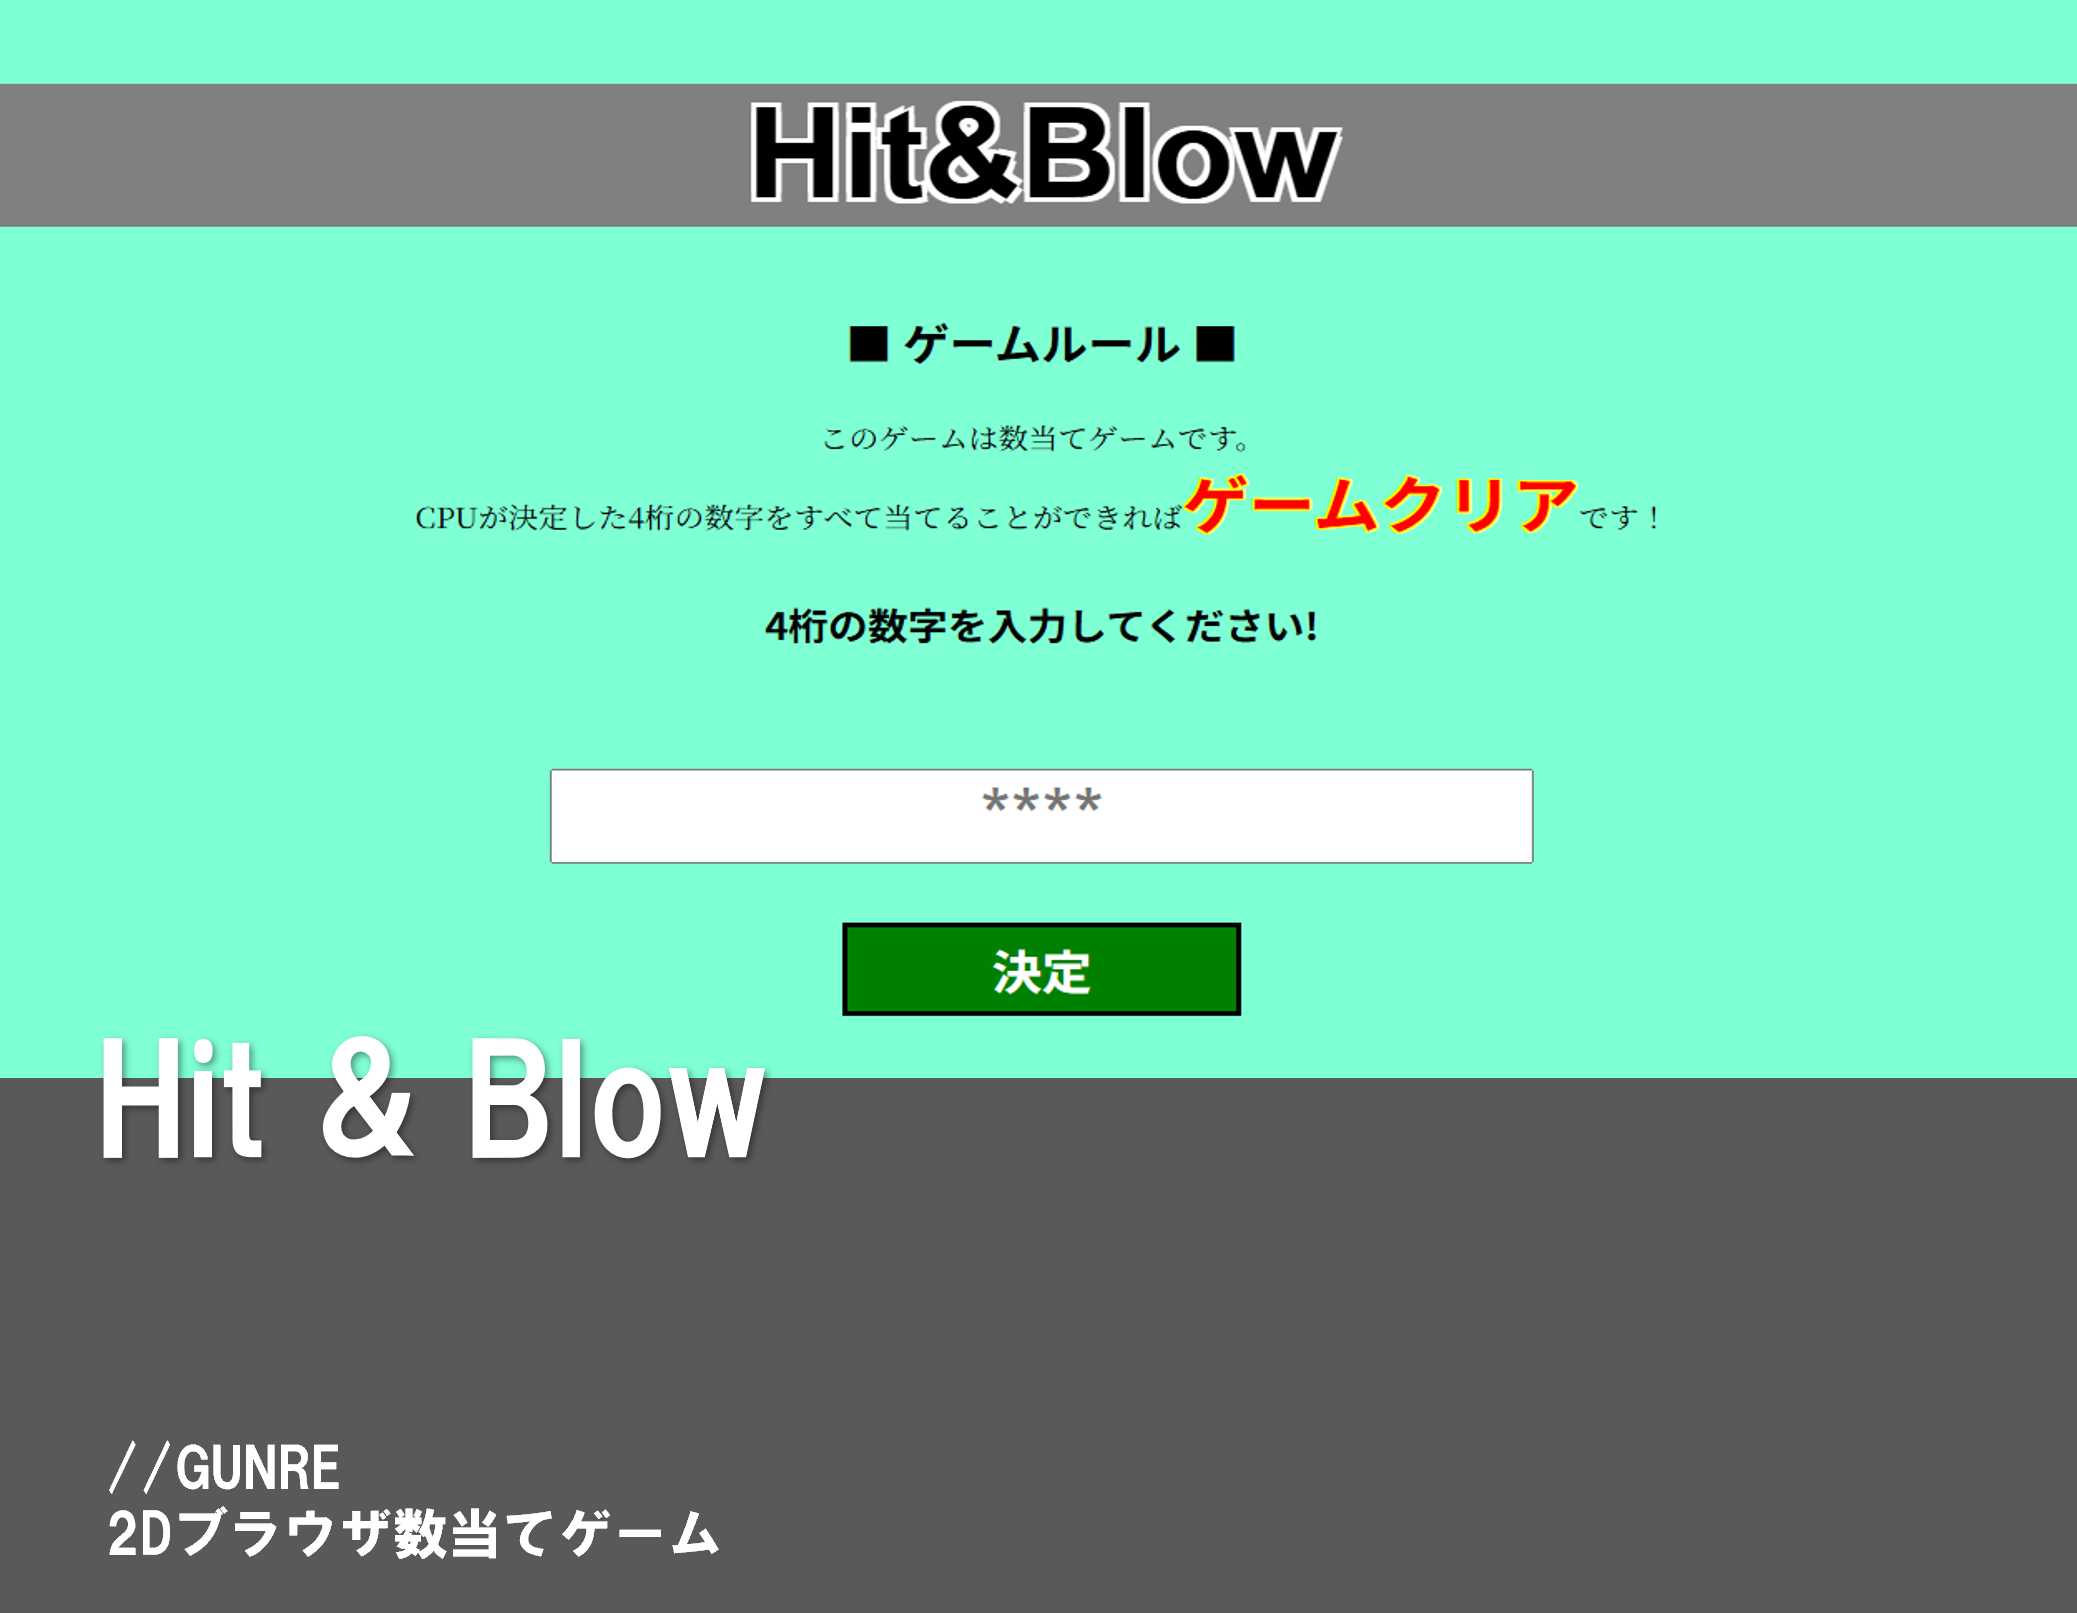 Hit&Blow
■ ゲームルール ■
このゲームは数当てゲームです。
CPUが決定した4桁の数字をすべて当てることができればゲームクリアです！
4桁の数字を入力してください!
****
決定
Hit & Blow
//GUNRE
2Dブラウザ数当てゲーム